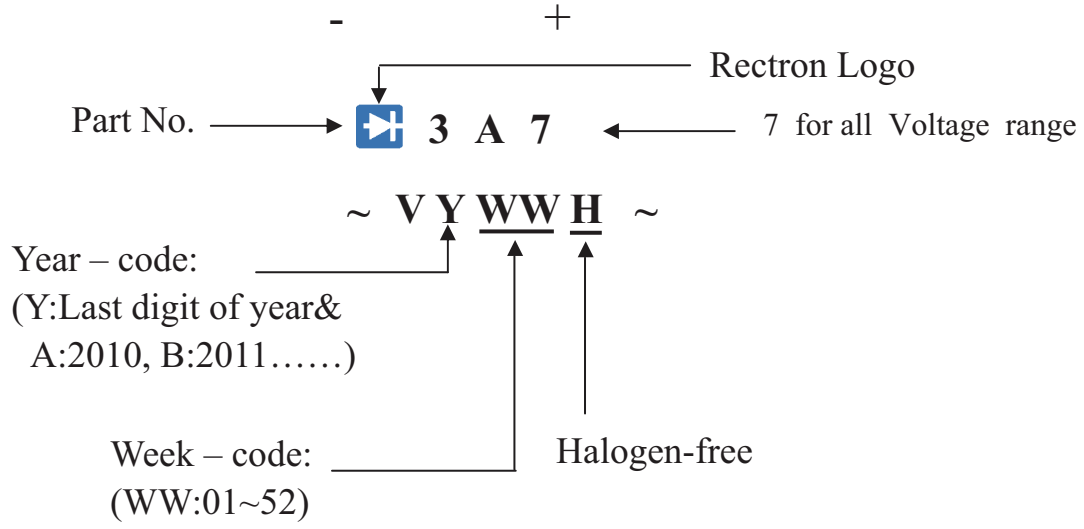 - +
Rectron Logo
Part No. 3 A 7 7 for all Voltage range
~ V Y WW H ~
Year – code:
(Y:Last digit of year&
A:2010, B:2011……)
Week – code:
(WW:01~52)
Halogen-free